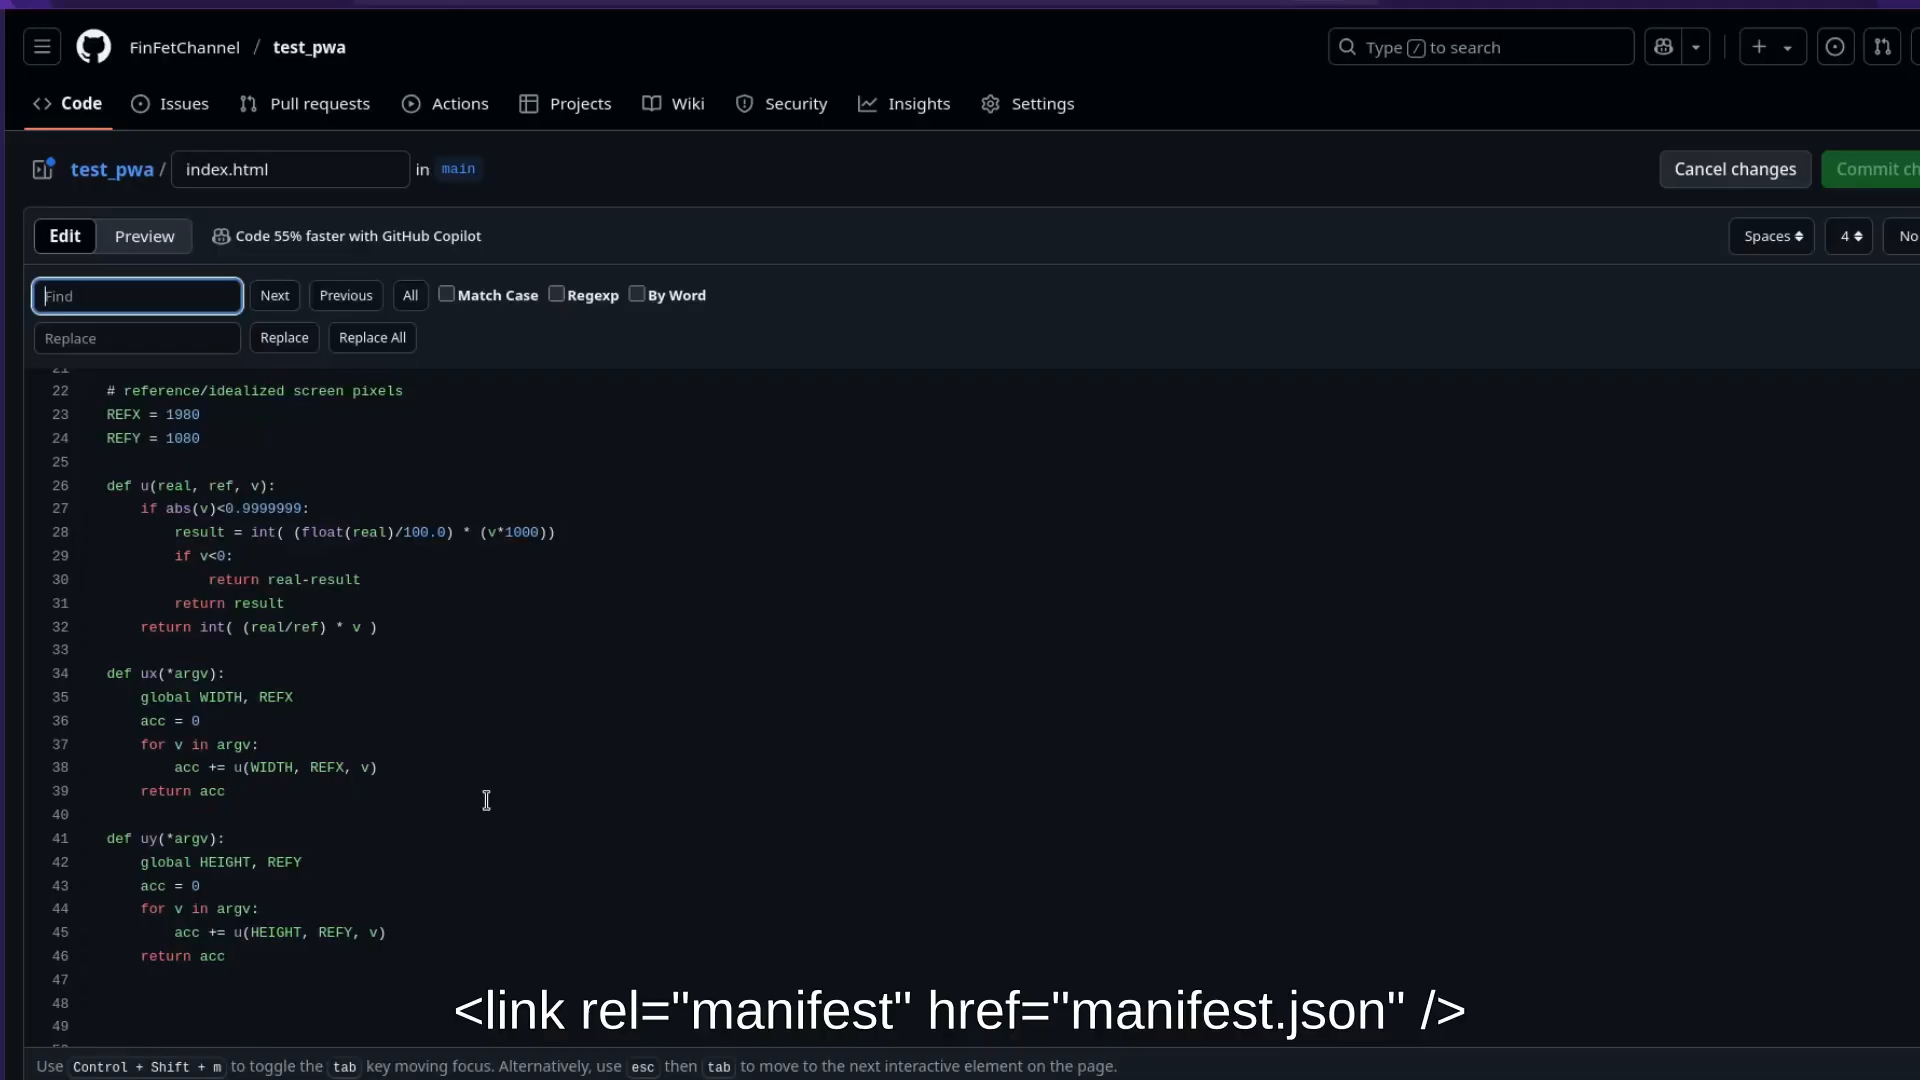 FinFetChannel / test_pwa
Type / to search
Code
Issues
Pull requests
Actions
Projects
Wiki
Security
Insights
Settings
test_pwa / index.html in main
Cancel changes
Commit ch
Edit
Preview
Code 55% faster with GitHub Copilot
Spaces
4
No
Find
Next
Previous
All
Match Case
Regexp
By Word
Replace
Replace
Replace All
21
22 # reference/idealized screen pixels
23 REFX = 1980
24 REFY = 1080
25
26 def u(real, ref, v):
27     if abs(v)<0.9999999:
28         result = int( (float(real)/100.0) * (v*1000))
29         if v<0:
30             return real-result
31         return result
32     return int( (real/ref) * v )
33
34 def ux(*argv):
35     global WIDTH, REFX
36     acc = 0
37     for v in argv:
38         acc += u(WIDTH, REFX, v)
39     return acc
40
41 def uy(*argv):
42     global HEIGHT, REFY
43     acc = 0
44     for v in argv:
45         acc += u(HEIGHT, REFY, v)
46     return acc
47
48
49
<link rel="manifest" href="manifest.json" />
Use Control + Shift + m to toggle the tab key moving focus. Alternatively, use esc then tab to move to the next interactive element on the page.